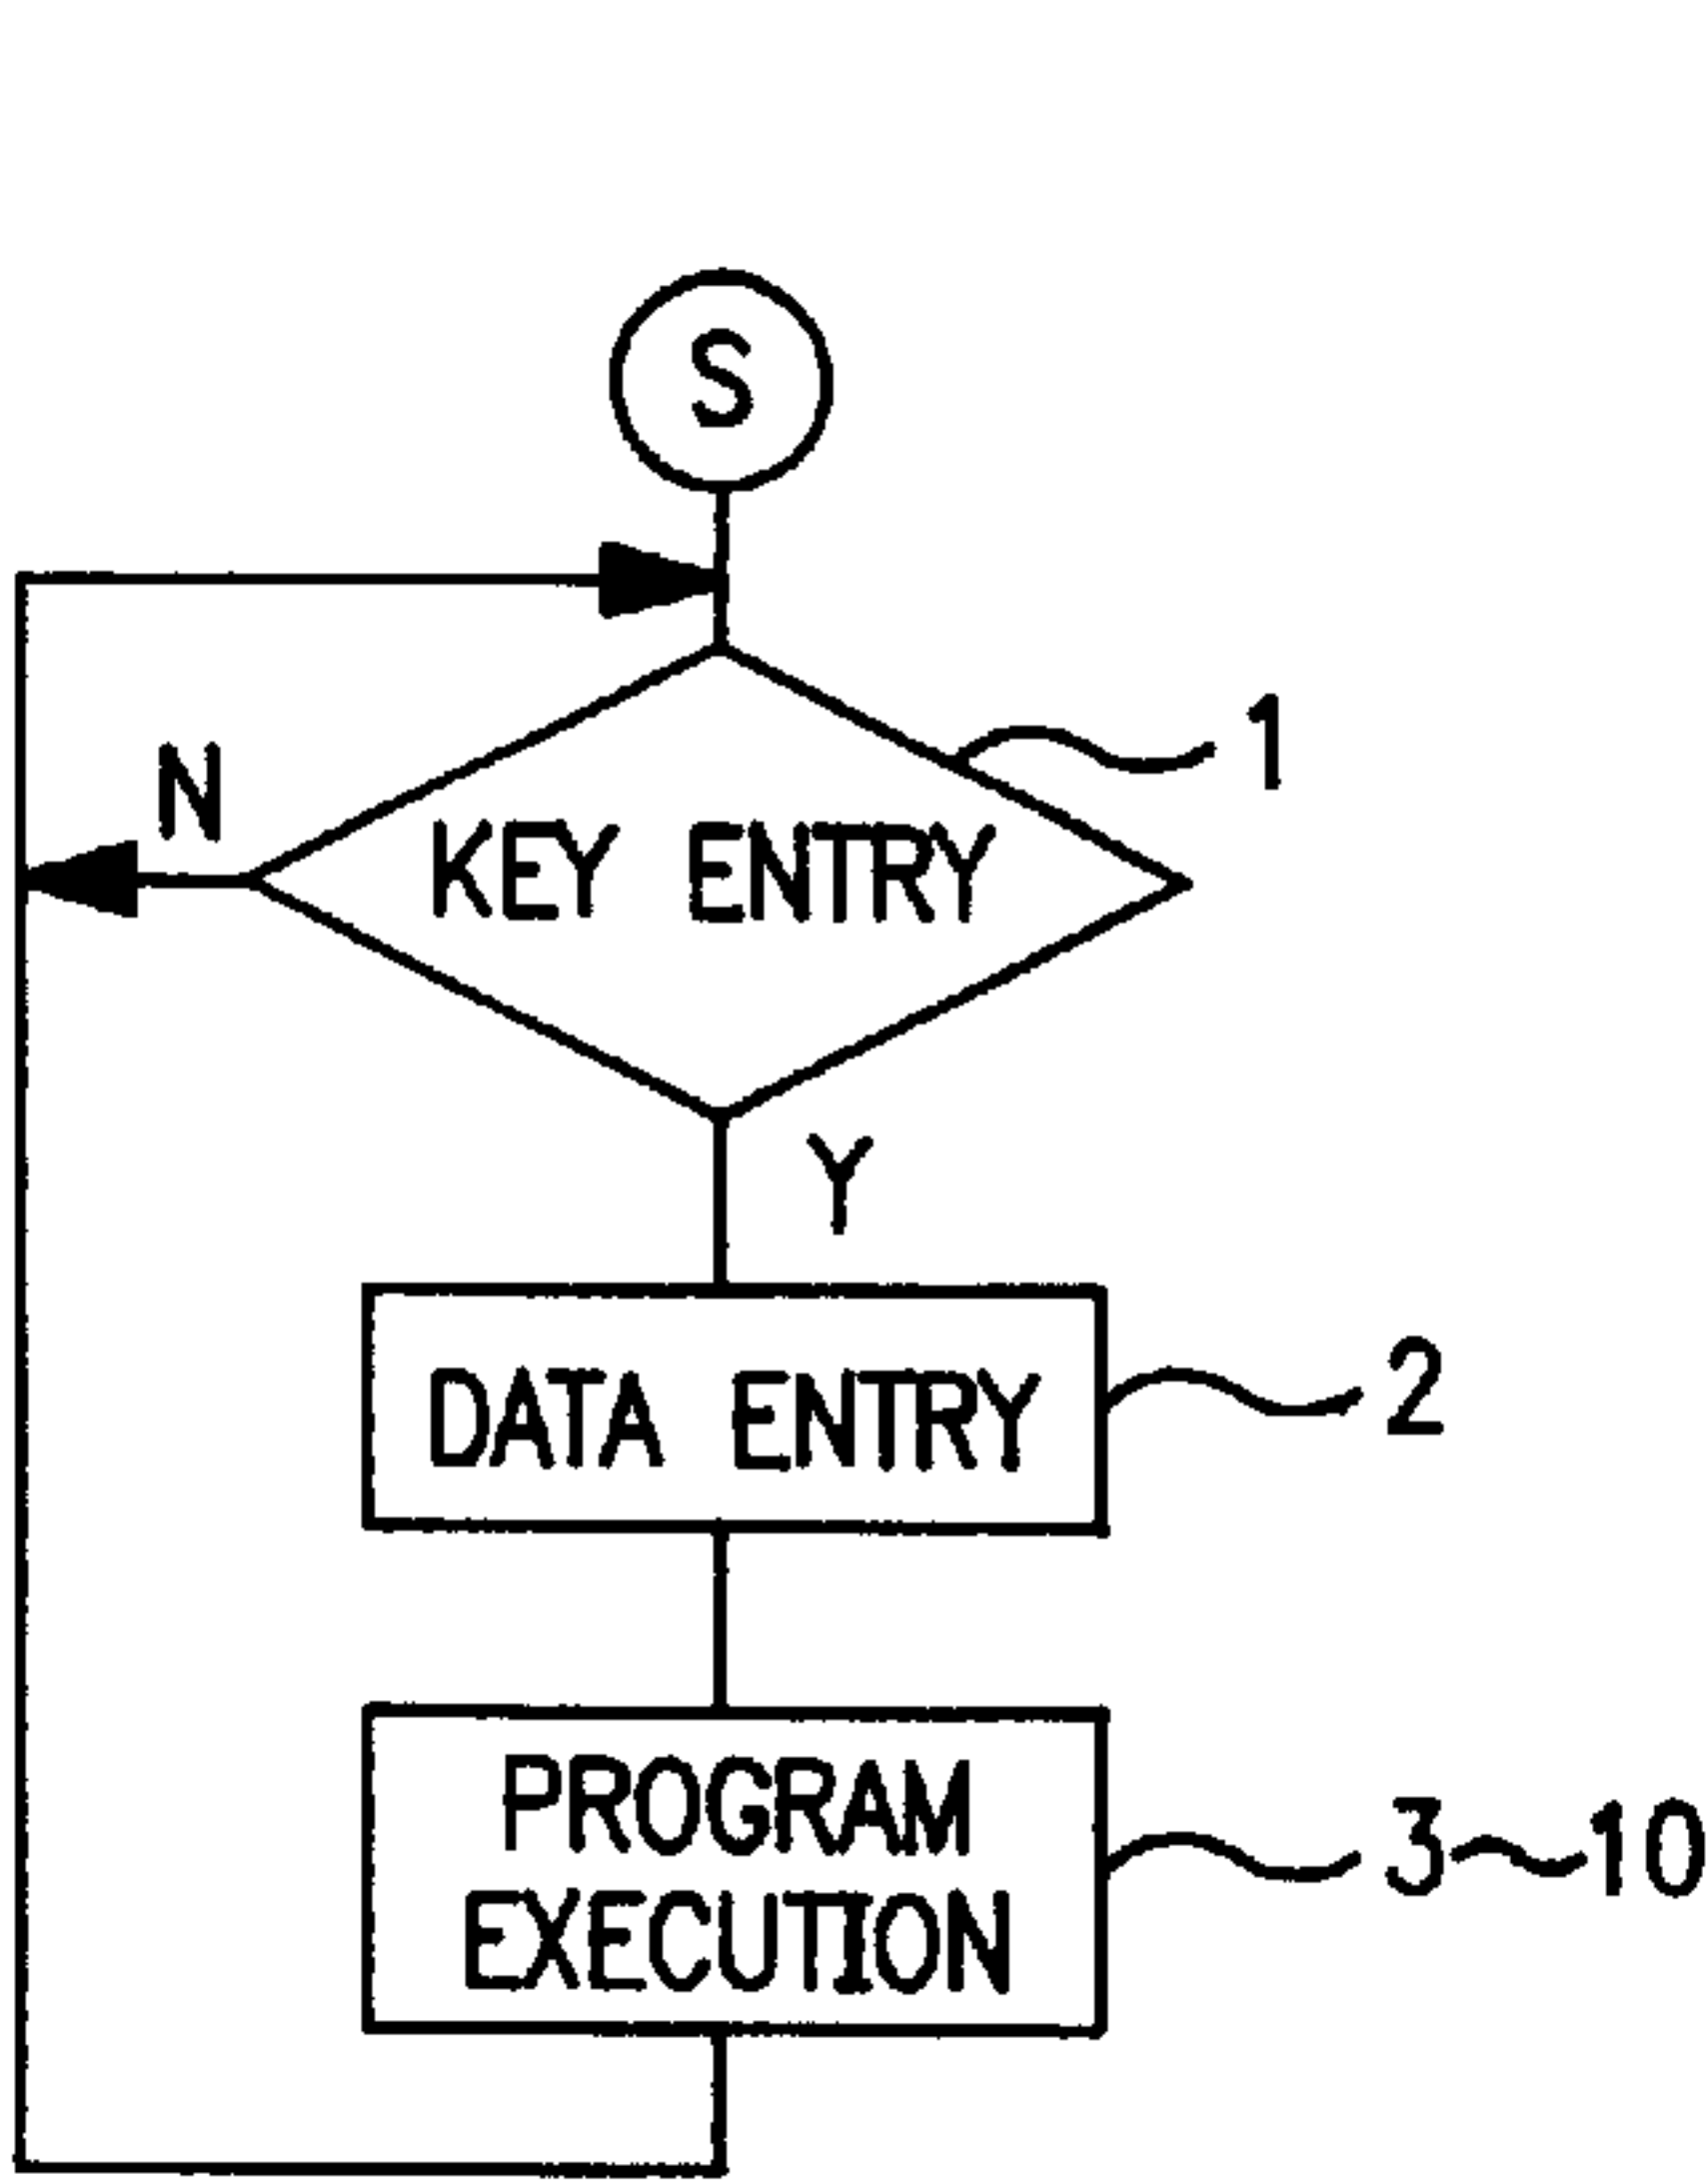 S
1
N
KEY ENTRY
Y
DATA ENTRY
2
PROGRAM
EXECUTION
3~10